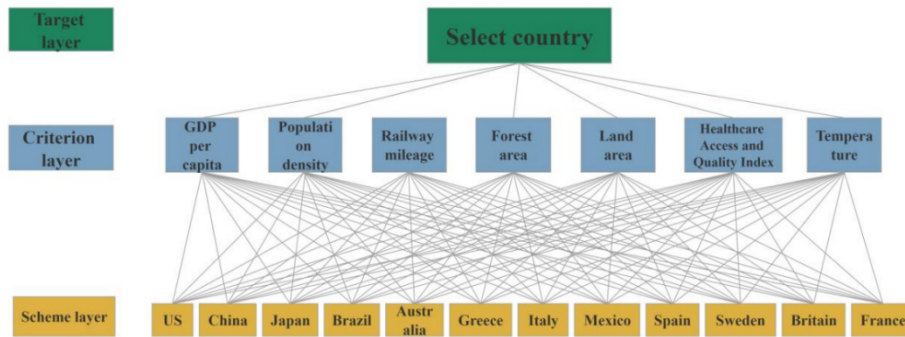 Target
layer
Select country
Criterion
layer
GDP
per
capita
Populati
on
density
Railway
mileage
Forest
area
Land
area
Healthcare
Access and
Quality Index
Tempera
ture
Scheme layer
US
China
Japan
Brazil
Austr
alia
Greece
Italy
Mexico
Spain
Sweden
Britain
France